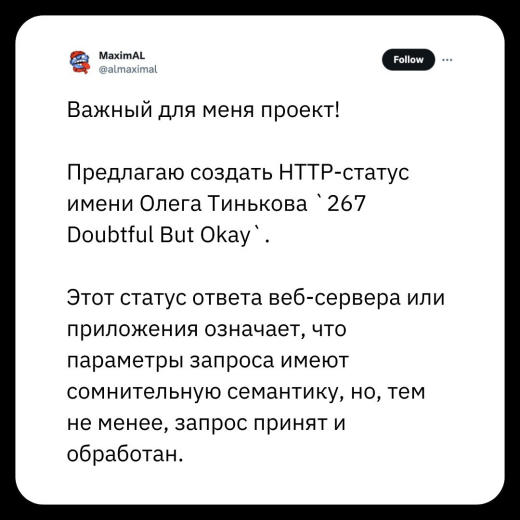 MaximAL
@almaximal
Follow
Важный для меня проект!
Предлагаю создать HTTP-статус
имени Олега Тинькова `267
Doubtful But Okay`.
Этот статус ответа веб-сервера или
приложения означает, что
параметры запроса имеют
сомнительную семантику, но, тем
не менее, запрос принят и
обработан.